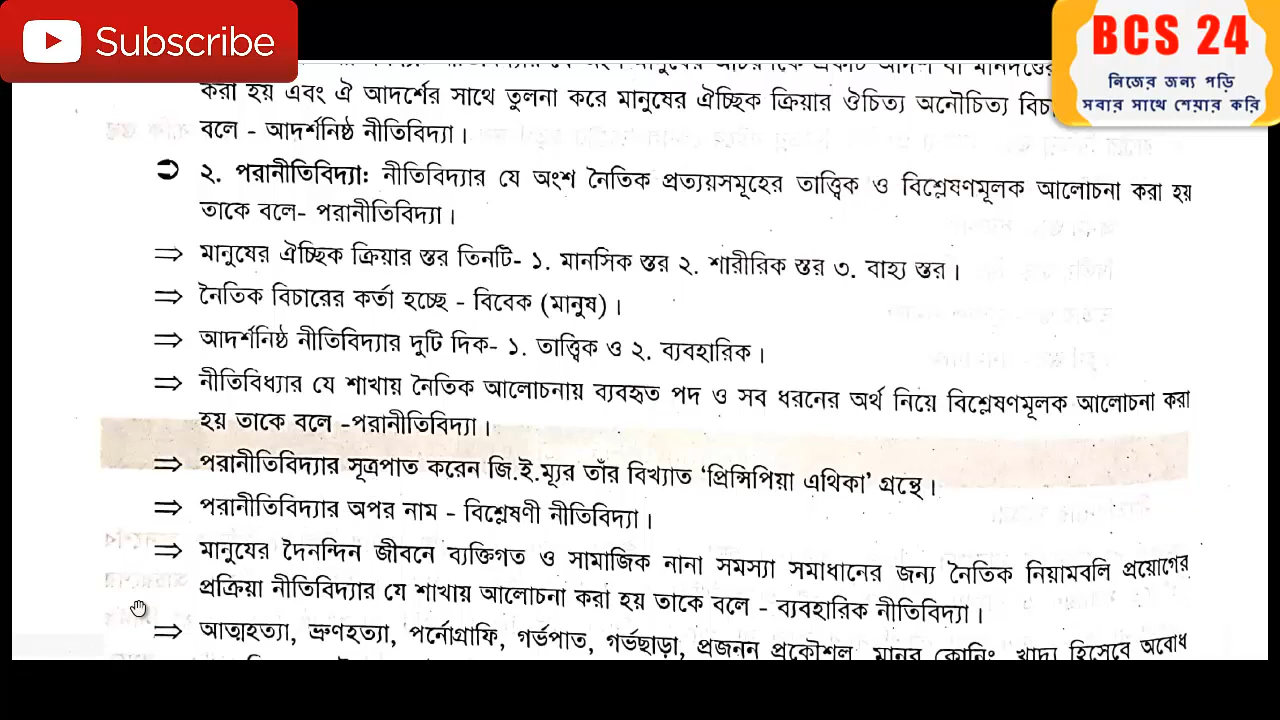 Subscribe
BCS 24
নিজের জন্য পড়ি
সবার সাথে শেয়ার করি
করা হয় এবং ঐ আদর্শের সাথে তুলনা করে মানুষের ঐচ্ছিক ক্রিয়ার ঔচিত্য অনৌচিত্য
বলে - আদর্শনিষ্ঠ নীতিবিদ্যা।
➲ ২. পরানীতিবিদ্যা: নীতিবিদ্যার যে অংশ নৈতিক প্রত্যয়সমূহের তাত্ত্বিক ও বিশ্লেষণমূলক আলোচনা করা হয়
তাকে বলে- পরানীতিবিদ্যা।
⇒ মানুষের ঐচ্ছিক ক্রিয়ার স্তর তিনটি- ১. মানসিক স্তর ২. শারীরিক স্তর ৩. বাহ্য স্তর।
⇒ নৈতিক বিচারের কর্তা হচ্ছে - বিবেক (মানুষ)।
⇒ আদর্শনিষ্ঠ নীতিবিদ্যার দুটি দিক- ১. তাত্ত্বিক ও ২. ব্যবহারিক।
⇒ নীতিবিধ্যার যে শাখায় নৈতিক আলোচনায় ব্যবহৃত পদ ও সব ধরনের অর্থ নিয়ে বিশ্লেষণমূলক আলোচনা করা
হয় তাকে বলে -পরানীতিবিদ্যা।
⇒ পরানীতিবিদ্যার সূত্রপাত করেন জি.ই.ম্যূর তাঁর বিখ্যাত ‘প্রিন্সিপিয়া এথিকা’ গ্রন্থে।
⇒ পরানীতিবিদ্যার অপর নাম - বিশ্লেষণী নীতিবিদ্যা।
⇒ মানুষের দৈনন্দিন জীবনে ব্যক্তিগত ও সামাজিক নানা সমস্যা সমাধানের জন্য নৈতিক নিয়ামবলি প্রয়োগের
প্রক্রিয়া নীতিবিদ্যার যে শাখায় আলোচনা করা হয় তাকে বলে - ব্যবহারিক নীতিবিদ্যা।
⇒ আত্মহত্যা, ভ্রুণহত্যা, পর্নোগ্রাফি, গর্ভপাত, গর্ভছাড়া, প্রজনন প্রকৌশল, মানব ক্লোনিং, খাদ্য হিসেবে অবোধ